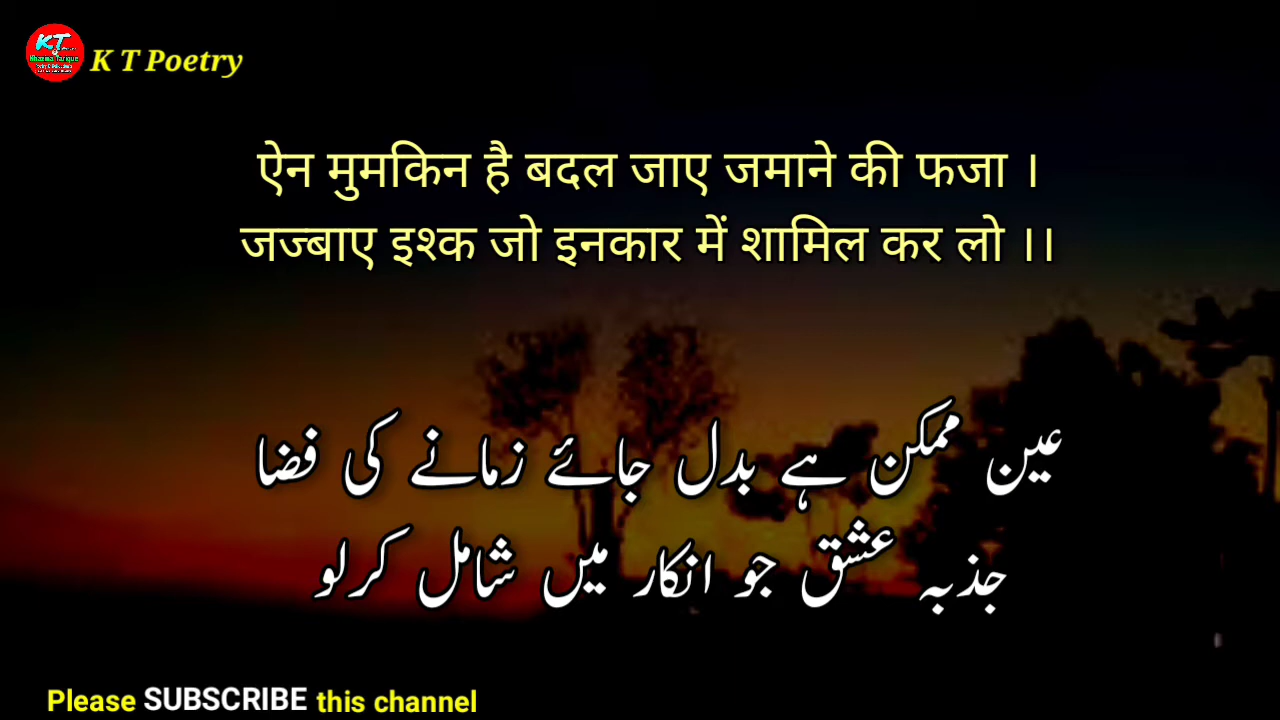 K T Poetry
ऐन मुमकिन है बदल जाए जमाने की फजा ।
जज्बाए इश्क जो इनकार में शामिल कर लो ।।
عین ممکن ہے بدل جائے زمانے کی فضا
جذبہ عشق جو انکار میں شامل کرلو
Please SUBSCRIBE this channel